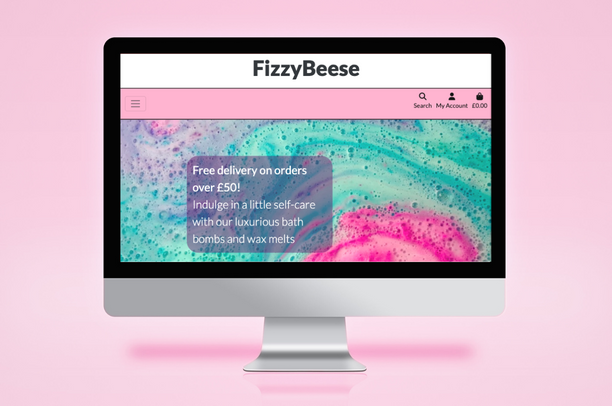 FizzyBeese
Search My Account £0.00
Free delivery on orders
over £50!
Indulge in a little self-care
with our luxurious bath
bombs and wax melts